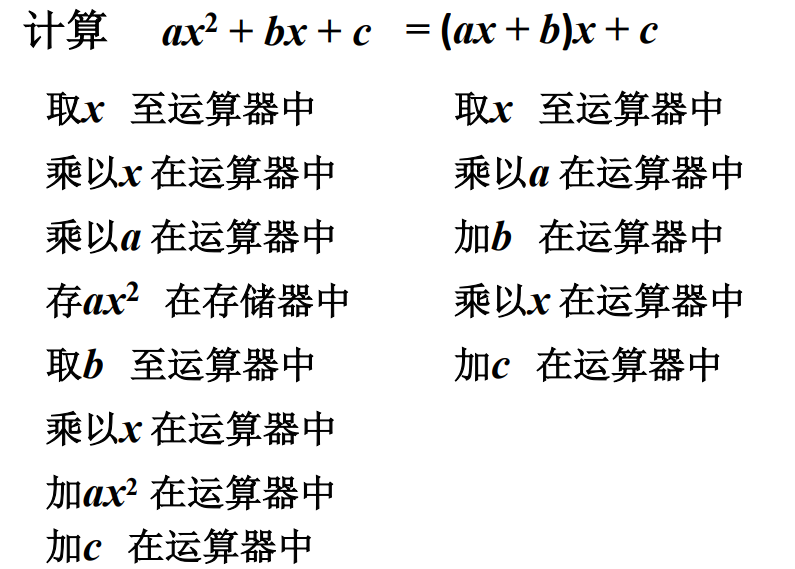 计算 ax² + bx + c = (ax + b)x + c
取x 至运算器中
乘以x 在运算器中
乘以a 在运算器中
存ax² 在存储器中
取b 至运算器中
乘以x 在运算器中
加ax² 在运算器中
加c 在运算器中
取x 至运算器中
乘以a 在运算器中
加b 在运算器中
乘以x 在运算器中
加c 在运算器中